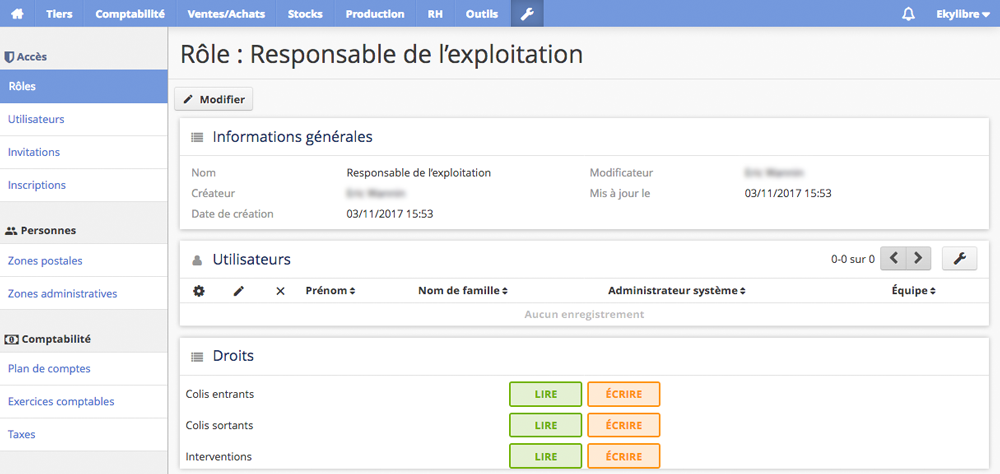 Tiers Comptabilité Ventes/Achats Stocks Production RH Outils Ekylibre
Accès
Rôles
Utilisateurs
Invitations
Inscriptions
Personnes
Zones postales
Zones administratives
Comptabilité
Plan de comptes
Exercices comptables
Taxes
Rôle : Responsable de l’exploitation
Modifier
Informations générales
Nom Responsable de l’exploitation Modificateur
Créateur Mis à jour le 03/11/2017 15:53
Date de création 03/11/2017 15:53
Utilisateurs 0-0 sur 0
Prénom Nom de famille Administrateur système Équipe
Aucun enregistrement
Droits
Colis entrants LIRE ÉCRIRE
Colis sortants LIRE ÉCRIRE
Interventions LIRE ÉCRIRE